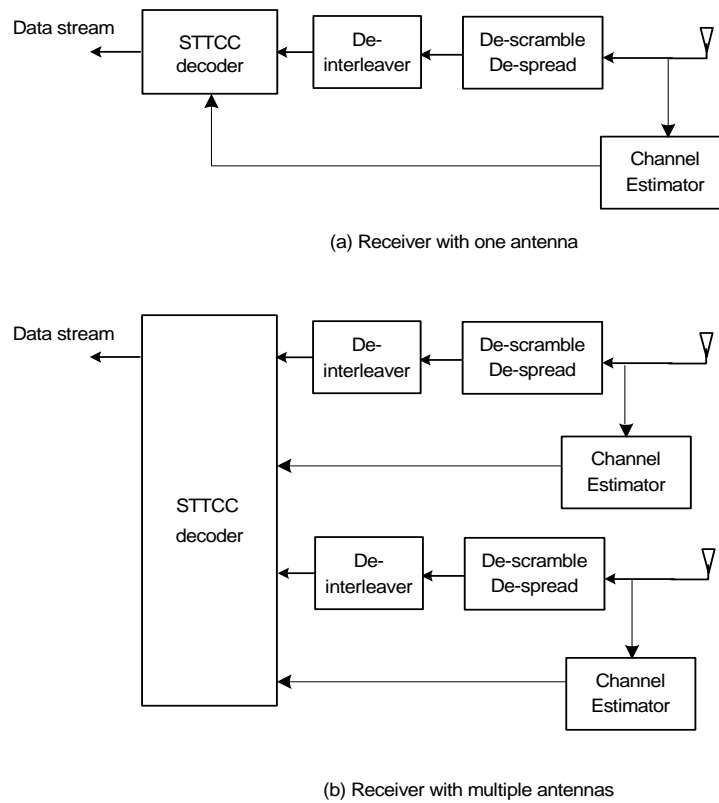 Data stream
STTCC
decoder
De-
interleaver
De-scramble
De-spread
Channel
Estimator
(a) Receiver with one antenna
Data stream
De-
interleaver
De-scramble
De-spread
Channel
Estimator
STTCC
decoder
De-
interleaver
De-scramble
De-spread
Channel
Estimator
(b) Receiver with multiple antennas